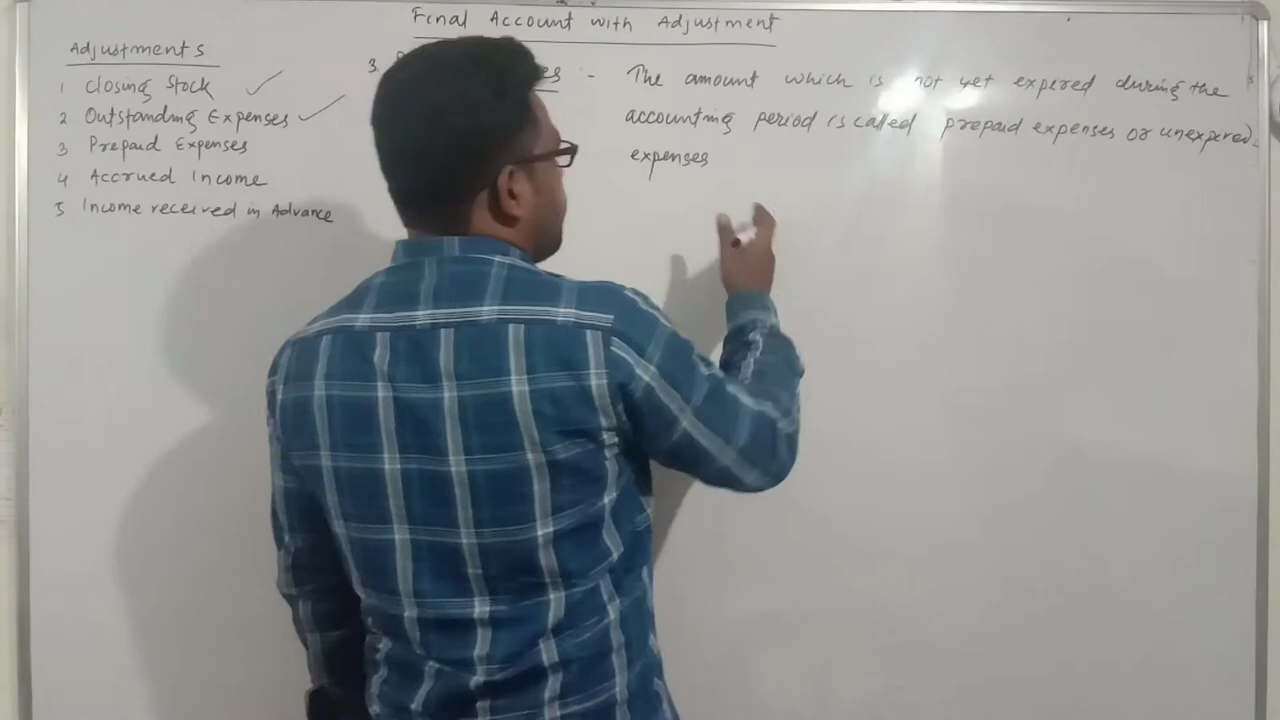 Final Account with Adjustment
Adjustments
1 Closing Stock ✓
2 Outstanding Expenses ✓
3 Prepaid Expenses
4 Accrued Income
5 Income received in Advance
3. es :- The amount which is not yet expered during the
accounting period is called prepaid expenses or unexpered
expenses